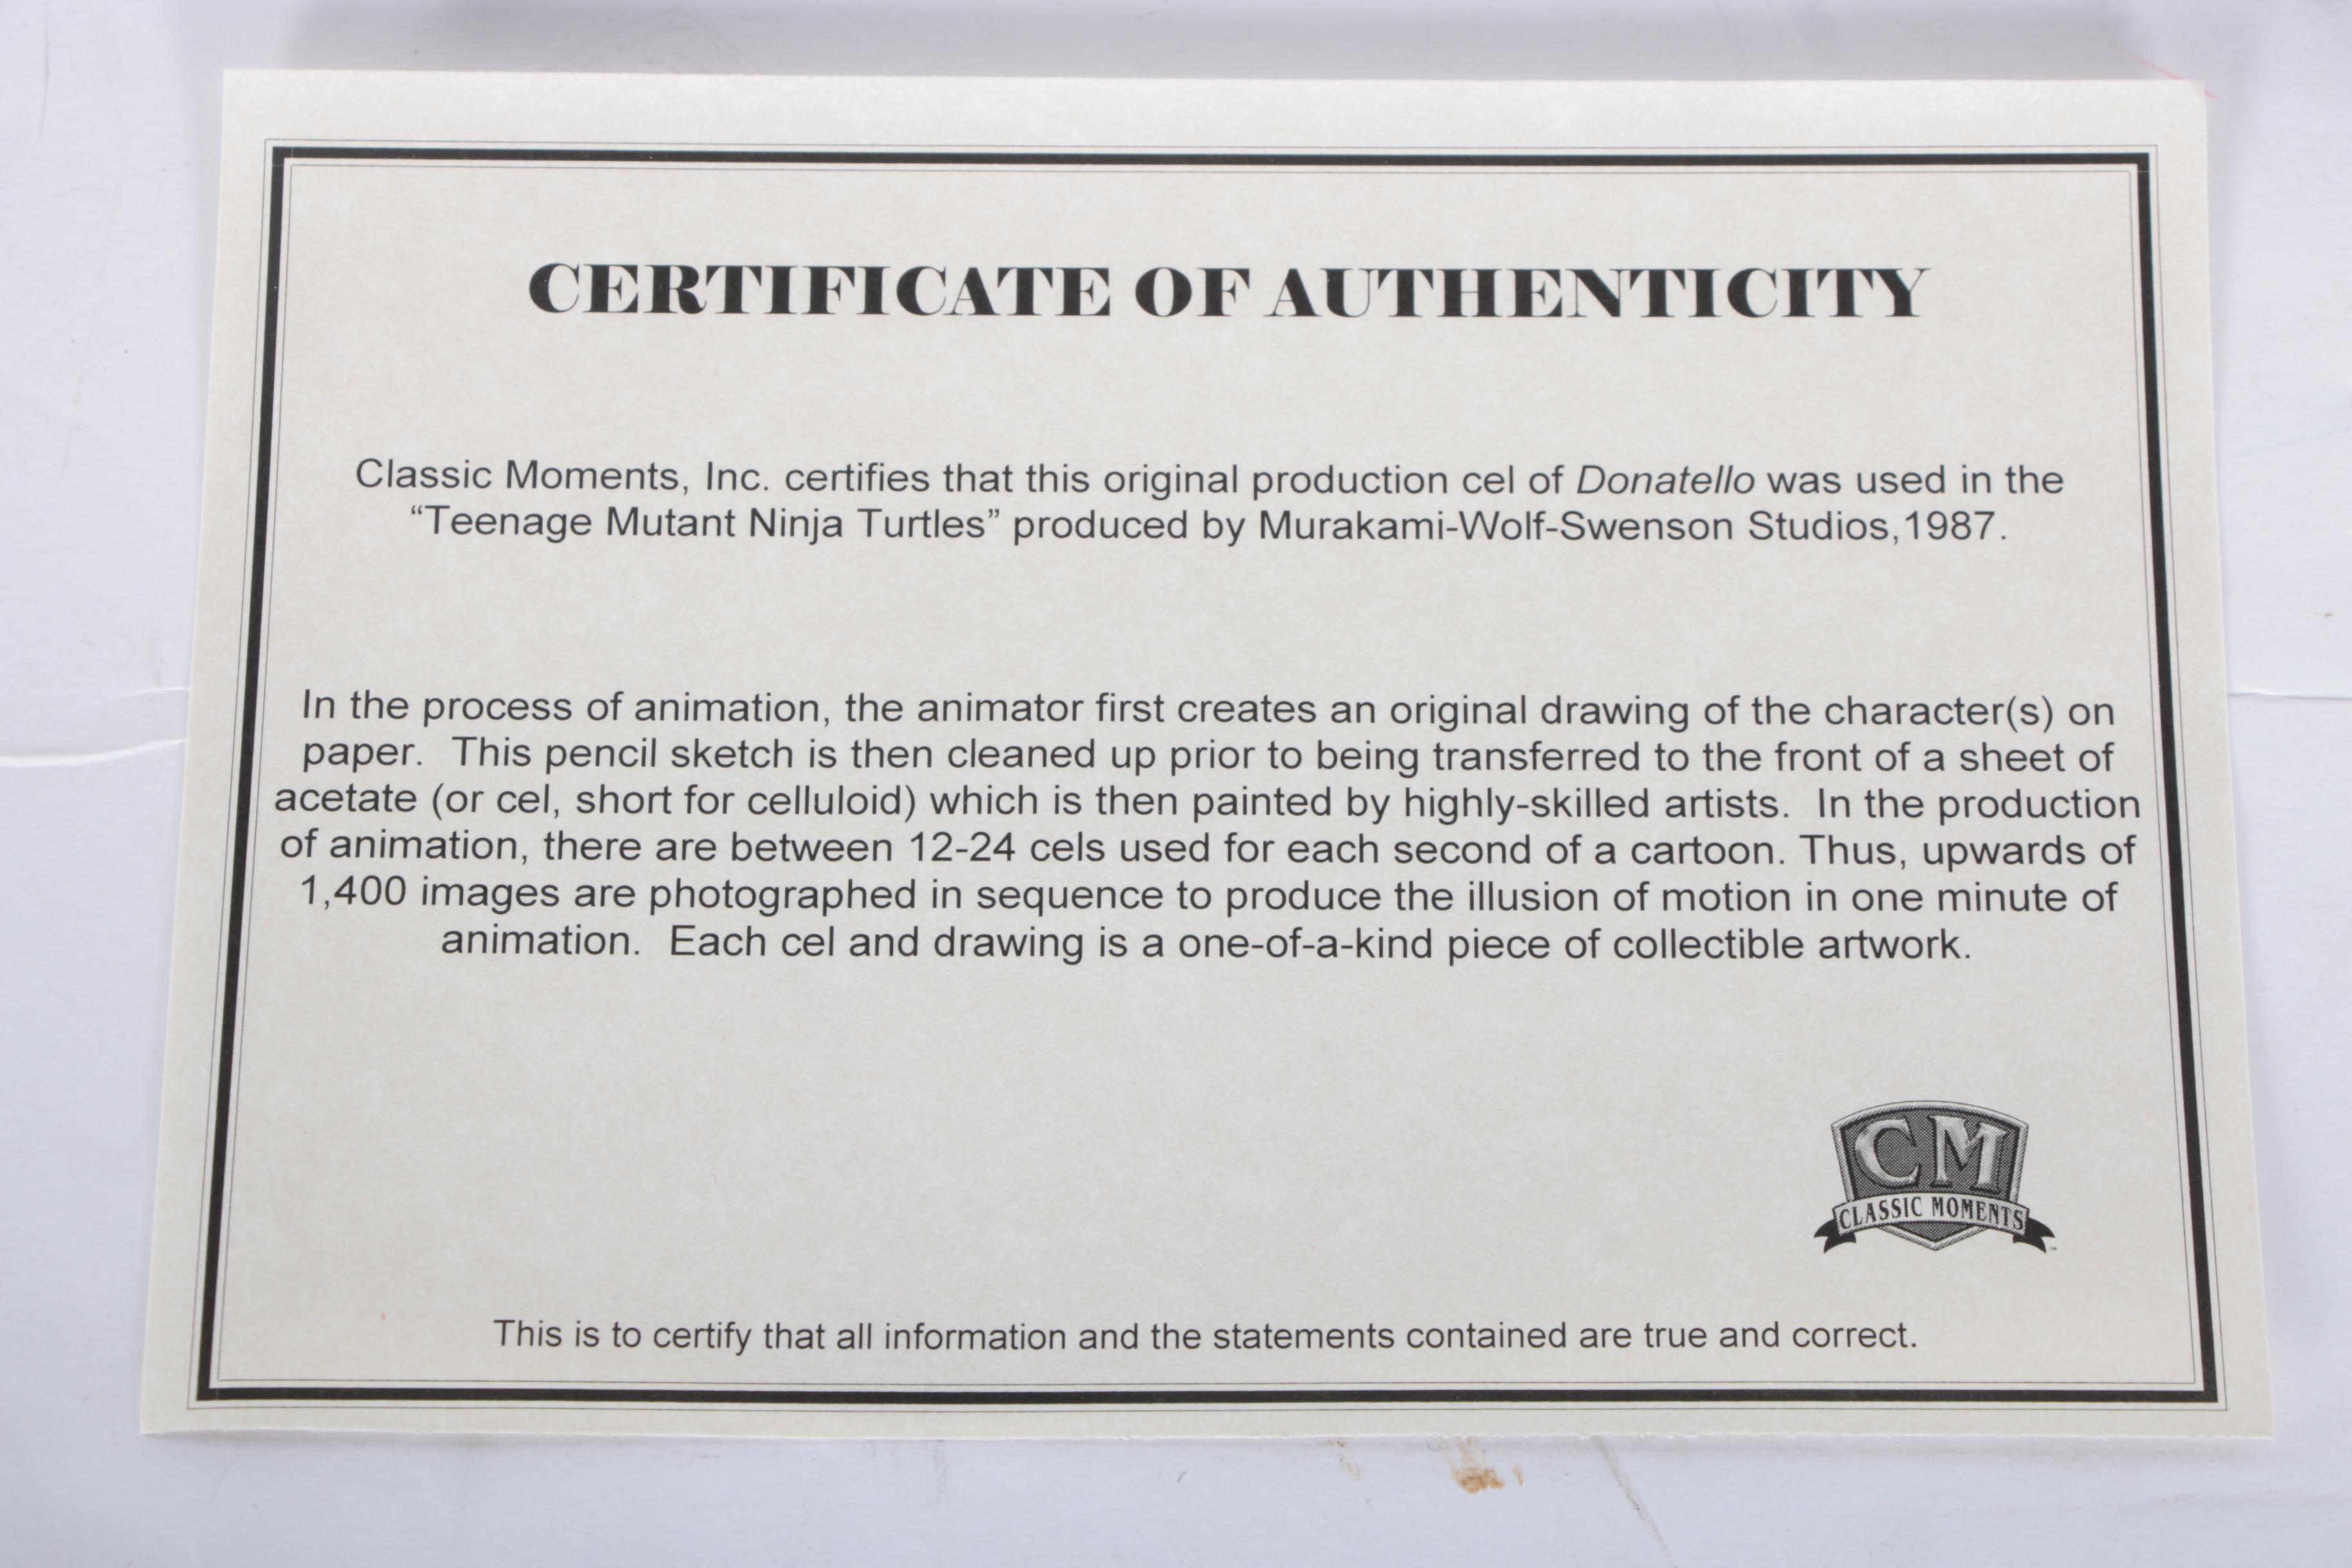 CERTIFICATE OF AUTHENTICITY
Classic Moments, Inc. certifies that this original production cel of Donatello was used in the
“Teenage Mutant Ninja Turtles” produced by Murakami-Wolf-Swenson Studios,1987.
In the process of animation, the animator first creates an original drawing of the character(s) on
paper.  This pencil sketch is then cleaned up prior to being transferred to the front of a sheet of
acetate (or cel, short for celluloid) which is then painted by highly-skilled artists.  In the production
of animation, there are between 12-24 cels used for each second of a cartoon. Thus, upwards of
1,400 images are photographed in sequence to produce the illusion of motion in one minute of
animation.  Each cel and drawing is a one-of-a-kind piece of collectible artwork.
CM
CLASSIC MOMENTS
This is to certify that all information and the statements contained are true and correct.